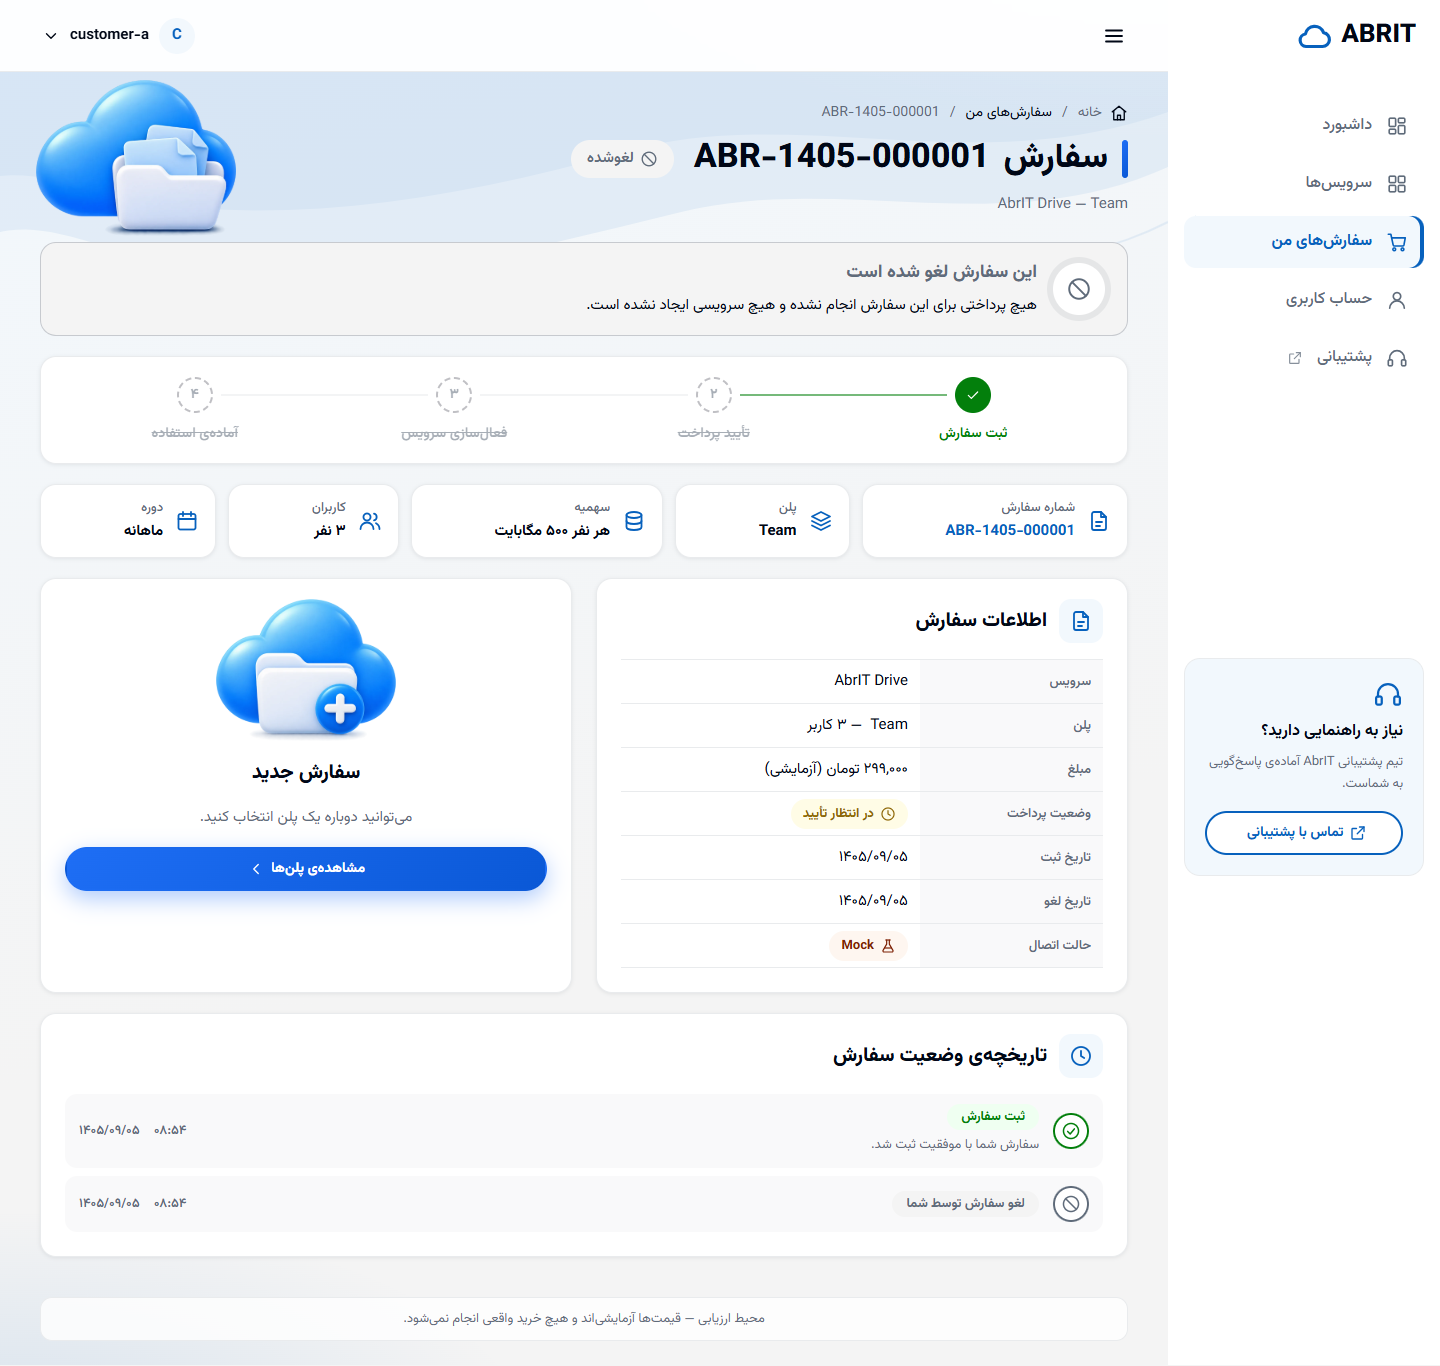 ABRIT
داشبورد
سرویس‌ها
سفارش‌های من
حساب کاربری
پشتیبانی
نیاز به راهنمایی دارید؟
تیم پشتیبانی AbrIT آماده‌ی پاسخ‌گویی
به شماست.
تماس با پشتیبانی
C customer-a
خانه / سفارش‌های من / ABR-1405-000001
سفارش ABR-1405-000001 لغوشده
AbrIT Drive — Team
این سفارش لغو شده است
هیچ پرداختی برای این سفارش انجام نشده و هیچ سرویسی ایجاد نشده است.
۲ ۳ ۴
ثبت سفارش تأیید پرداخت فعال‌سازی سرویس آماده‌ی استفاده
شماره سفارش
ABR-1405-000001
پلن
Team
سهمیه
هر نفر ۵۰۰ مگابایت
کاربران
۳ نفر
دوره
ماهانه
اطلاعات سفارش
سرویس AbrIT Drive
پلن Team — ۳ کاربر
مبلغ ۲۹۹,۰۰۰ تومان (آزمایشی)
وضعیت پرداخت در انتظار تأیید
تاریخ ثبت ۱۴۰۵/۰۹/۰۵
تاریخ لغو ۱۴۰۵/۰۹/۰۵
حالت اتصال Mock
سفارش جدید
می‌توانید دوباره یک پلن انتخاب کنید.
مشاهده‌ی پلن‌ها
تاریخچه‌ی وضعیت سفارش
ثبت سفارش
سفارش شما با موفقیت ثبت شد.
۱۴۰۵/۰۹/۰۵ ۰۸:۵۴
لغو سفارش توسط شما
۱۴۰۵/۰۹/۰۵ ۰۸:۵۴
محیط ارزیابی — قیمت‌ها آزمایشی‌اند و هیچ خرید واقعی انجام نمی‌شود.